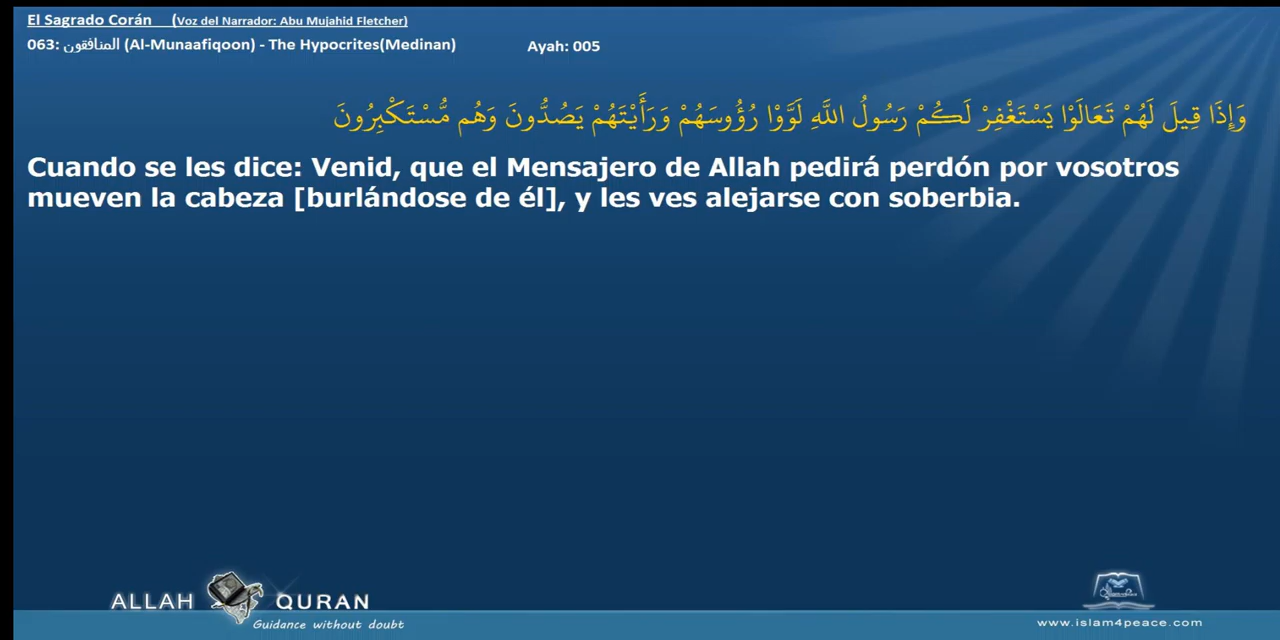 El Sagrado Corán (Voz del Narrador: Abu Mujahid Fletcher)
063: المنافقون (Al-Munaafiqoon) - The Hypocrites(Medinan) Ayah: 005
وَإِذَا قِيلَ لَهُمْ تَعَالَوْا يَسْتَغْفِرْ لَكُمْ رَسُولُ اللَّهِ لَوَّوْا رُؤُوسَهُمْ وَرَأَيْتَهُمْ يَصُدُّونَ وَهُم مُّسْتَكْبِرُونَ
Cuando se les dice: Venid, que el Mensajero de Allah pedirá perdón por vosotros
mueven la cabeza [burlándose de él], y les ves alejarse con soberbia.
ALLAH QURAN
Guidance without doubt
www.islam4peace.com